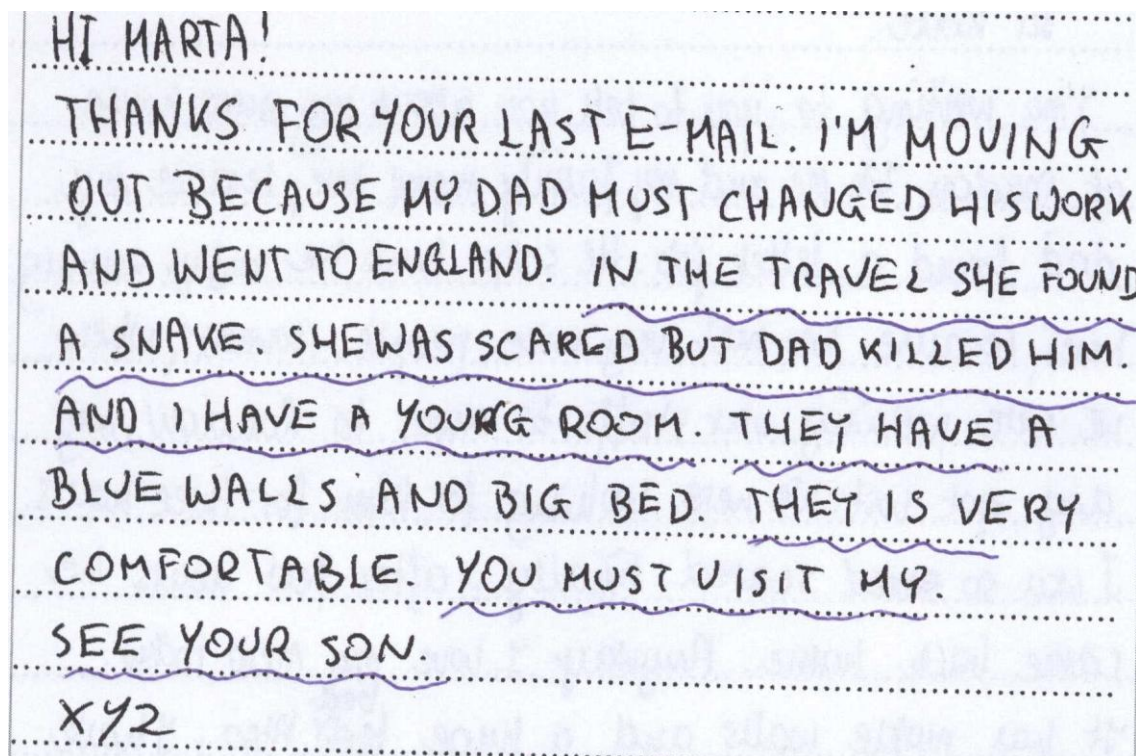 HI MARTA!
THANKS FOR YOUR LAST E-MAIL. I'M MOVING
OUT BECAUSE MY DAD MUST CHANGED HIS WORK
AND WENT TO ENGLAND. IN THE TRAVEL SHE FOUND
A SNAKE. SHE WAS SCARED BUT DAD KILLED HIM
AND I HAVE A YOURG ROOM. THEY HAVE A
BLUE WALLS AND BIG BED. THEY IS VERY
COMFORTABLE. YOU MUST VISIT MY.
SEE YOUR SON.
XYZ